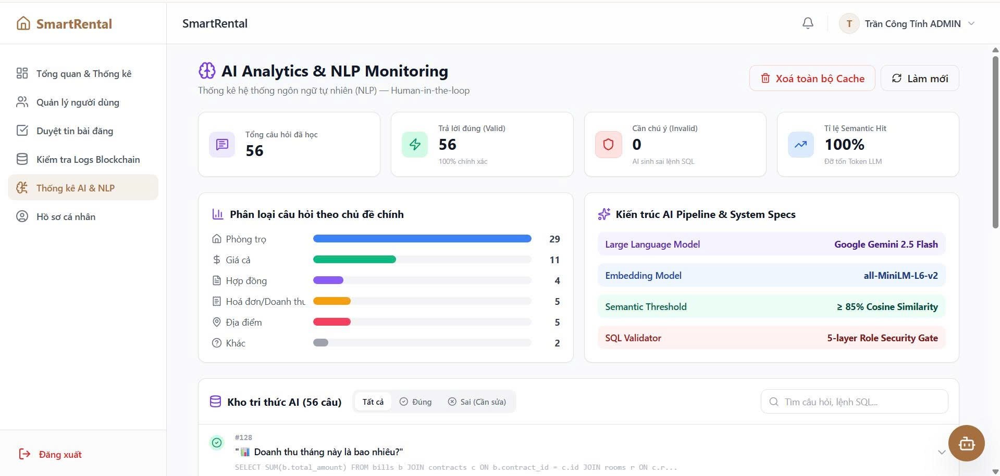 SmartRental
SmartRental
T
Trần Công Tính ADMIN
Tổng quan & Thống kê
Quản lý người dùng
Duyệt tin bài đăng
Kiểm tra Logs Blockchain
Thống kê AI & NLP
Hồ sơ cá nhân
Đăng xuất
AI Analytics & NLP Monitoring
Thống kê hệ thống ngôn ngữ tự nhiên (NLP) — Human-in-the-loop
Xoá toàn bộ Cache
Làm mới
Tổng câu hỏi đã học
56
Trả lời đúng (Valid)
56
100% chính xác
Cần chú ý (Invalid)
0
AI sinh sai lệnh SQL
Tỉ lệ Semantic Hit
100%
Đỡ tốn Token LLM
Phân loại câu hỏi theo chủ đề chính
Phòng trọ 29
Giá cả 11
Hợp đồng 4
Hoá đơn/Doanh thu 5
Địa điểm 5
Khác 2
Kiến trúc AI Pipeline & System Specs
Large Language Model Google Gemini 2.5 Flash
Embedding Model all-MiniLM-L6-v2
Semantic Threshold ≥ 85% Cosine Similarity
SQL Validator 5-layer Role Security Gate
Kho tri thức AI (56 câu)
Tất cả
Đúng
Sai (Cần sửa)
Tìm câu hỏi, lệnh SQL...
#128
"📊 Doanh thu tháng này là bao nhiêu?"
SELECT SUM(b.total_amount) FROM bills b JOIN contracts c ON b.contract_id = c.id JOIN rooms r ON c.r...